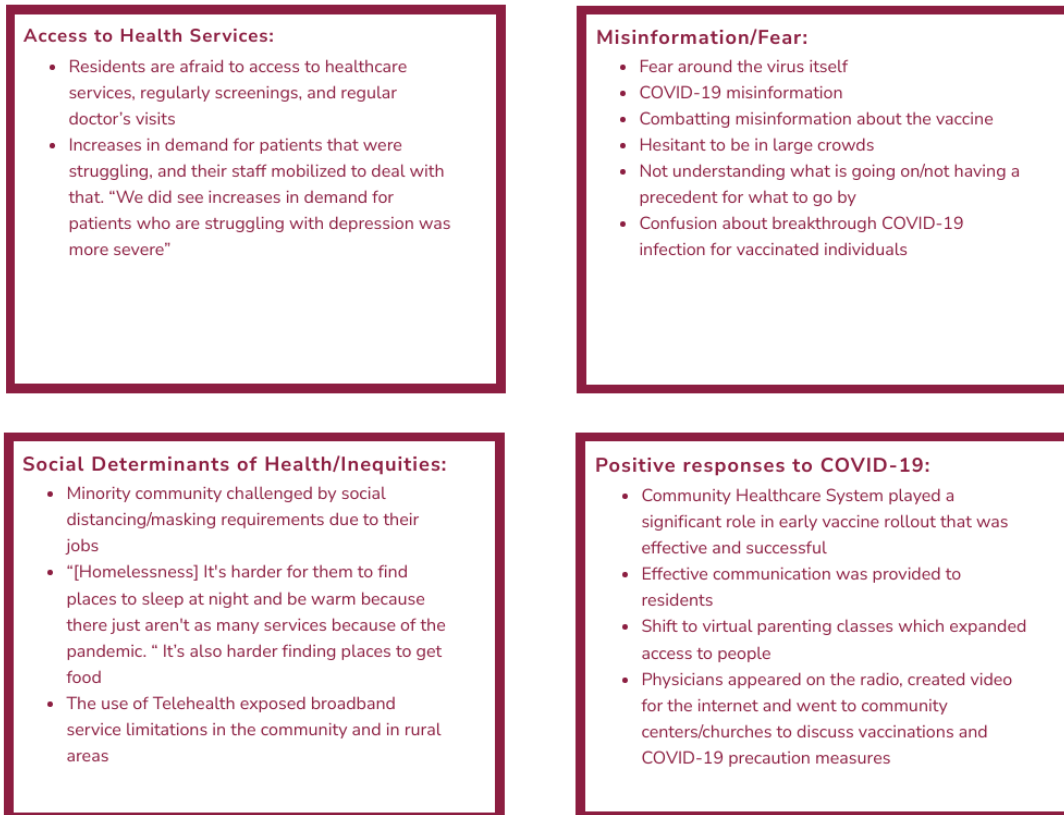 Access to Health Services:
• Residents are afraid to access to healthcare
services, regularly screenings, and regular
doctor's visits
• Increases in demand for patients that were
struggling, and their staff mobilized to deal with
that. “We did see increases in demand for
patients who are struggling with depression was
more severe”
Misinformation/Fear:
• Fear around the virus itself
• COVID-19 misinformation
• Combatting misinformation about the vaccine
• Hesitant to be in large crowds
• Not understanding what is going on/not having a
precedent for what to go by
• Confusion about breakthrough COVID-19
infection for vaccinated individuals
Social Determinants of Health/Inequities:
• Minority community challenged by social
distancing/masking requirements due to their
jobs
• “[Homelessness] It's harder for them to find
places to sleep at night and be warm because
there just aren't as many services because of the
pandemic. “ It’s also harder finding places to get
food
• The use of Telehealth exposed broadband
service limitations in the community and in rural
areas
Positive responses to COVID-19:
• Community Healthcare System played a
significant role in early vaccine rollout that was
effective and successful
• Effective communication was provided to
residents
• Shift to virtual parenting classes which expanded
access to people
• Physicians appeared on the radio, created video
for the internet and went to community
centers/churches to discuss vaccinations and
COVID-19 precaution measures